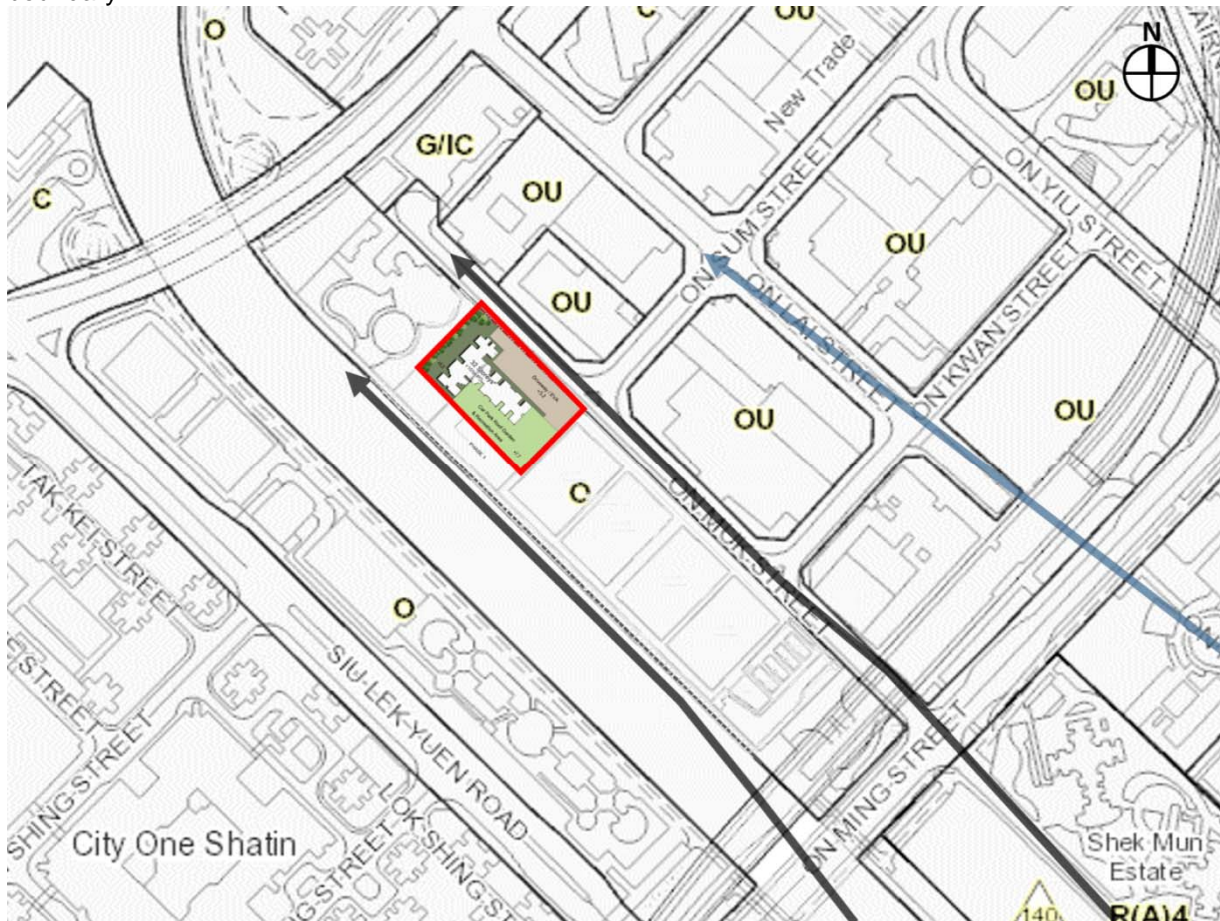 O
C
OU
N
New Trade
OU
G/IC
OU
C
ON YIU STREET
ON SUM STREET
OU
OU
ON LAI STREET
ON KWAN STREET
OU
OU
C
ON MUK STREET
TAK KEI STREET
O
STREET
SIU LEK YUEN ROAD
SHING STREET
LOK SHING ST
NG STREET
City One Shatin
ON MING STREET
Shek Mun
Estate
140
R(A)4